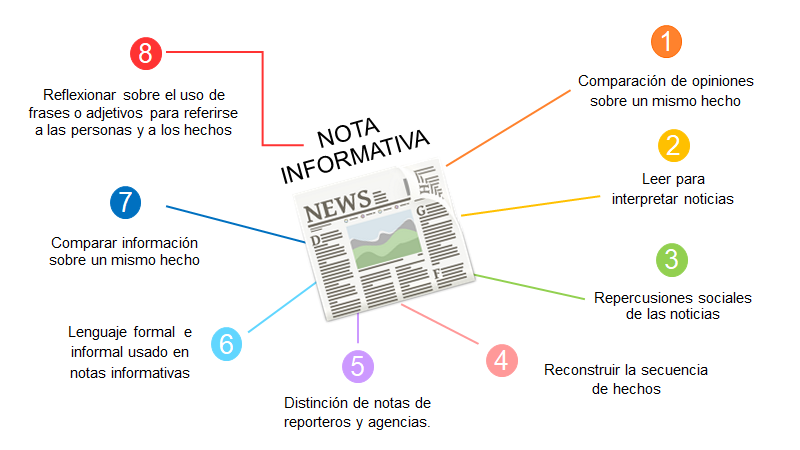 NOTA
INFORMATIVA
NEWS
D
G
F
1
Comparación de opiniones
sobre un mismo hecho
2
Leer para
interpretar noticias
3
Repercusiones sociales
de las noticias
4
Reconstruir la secuencia
de hechos
5
Distinción de notas de
reporteros y agencias.
6
Lenguaje formal e
informal usado en
notas informativas
7
Comparar información
sobre un mismo hecho
8
Reflexionar sobre el uso de
frases o adjetivos para referirse
a las personas y a los hechos